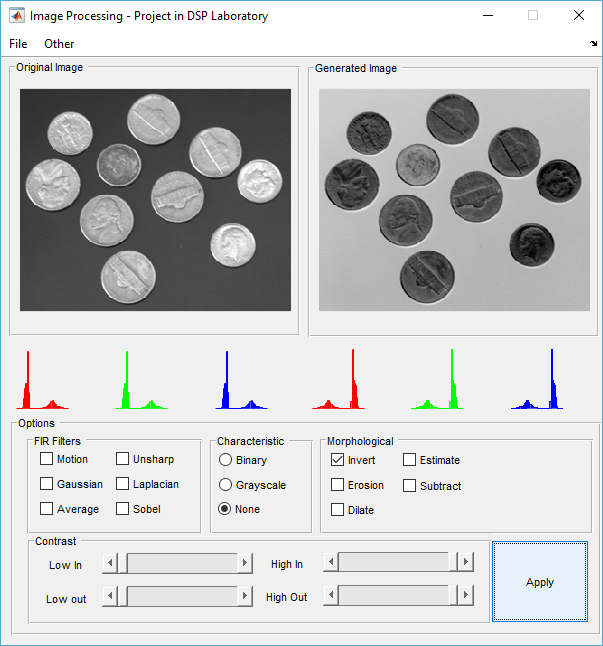 Image Processing - Project in DSP Laboratory
File Other
Original Image
Generated Image
Options
FIR Filters
Motion Unsharp
Gaussian Laplacian
Average Sobel
Characteristic
Binary
Grayscale
None
Morphological
Invert Estimate
Erosion Subtract
Dilate
Contrast
Low In High In
Low out High Out
Apply